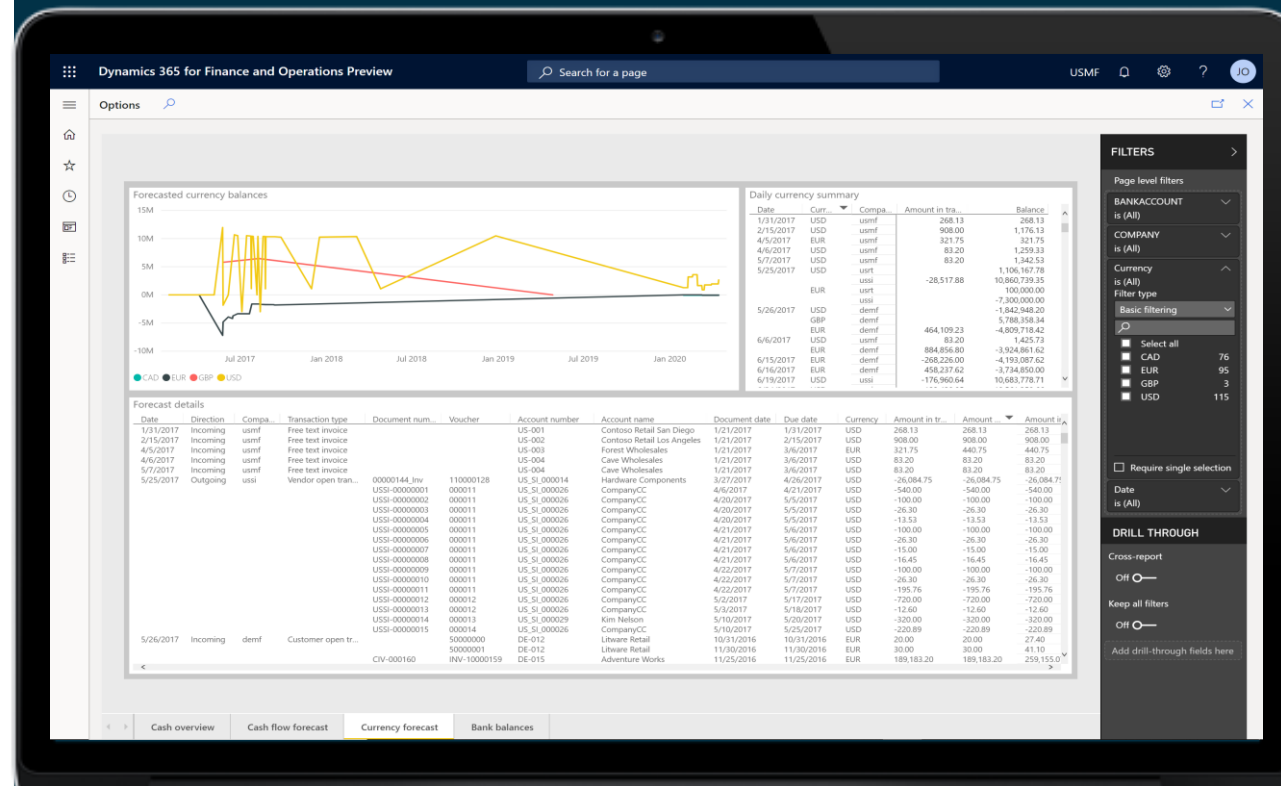 Dynamics 365 for Finance and Operations Preview
Search for a page
USMF
?
JO
Options
Forecasted currency balances
15M
10M
5M
0M
-5M
-10M
Jul 2017 Jan 2018 Jul 2018 Jan 2019 Jul 2019 Jan 2020
CAD EUR GBP USD
Daily currency summary
Date Curr... Compa... Amount in tra... Balance
1/31/2017 USD usmf 268.13 268.13
2/15/2017 USD usmf 908.00 1,176.13
4/5/2017 EUR usmf 321.75 321.75
4/6/2017 USD usmf 83.20 1,259.33
5/7/2017 USD usmf 83.20 1,342.53
5/25/2017 USD usrt 1,106,167.78
ussi -28,517.88 10,860,739.35
EUR usrt 100,000.00
ussi -7,300,000.00
5/26/2017 USD demf -1,842,948.20
GBP demf 5,788,358.34
EUR demf 464,109.23 -4,809,718.42
6/6/2017 USD usmf 83.20 1,425.73
EUR demf 884,856.80 -3,924,861.62
6/15/2017 EUR demf -268,226.00 -4,193,087.62
6/16/2017 EUR demf 458,237.62 -3,734,850.00
6/19/2017 USD ussi -176,960.64 10,683,778.71
Forecast details
Date Direction Compa... Transaction type Document num... Voucher Account number Account name Document date Due date Currency Amount in tr... Amount ... Amount in
1/31/2017 Incoming usmf Free text invoice US-001 Contoso Retail San Diego 1/21/2017 1/31/2017 USD 268.13 268.13 268.13
2/15/2017 Incoming usmf Free text invoice US-002 Contoso Retail Los Angeles 1/21/2017 2/15/2017 USD 908.00 908.00 908.00
4/5/2017 Incoming usmf Free text invoice US-003 Forest Wholesales 1/21/2017 3/6/2017 EUR 321.75 440.75 440.75
4/6/2017 Incoming usmf Free text invoice US-004 Cave Wholesales 1/21/2017 3/6/2017 USD 83.20 83.20 83.20
5/7/2017 Incoming usmf Free text invoice US-004 Cave Wholesales 1/21/2017 3/6/2017 USD 83.20 83.20 83.20
5/25/2017 Outgoing ussi Vendor open tran... 00000144_Inv 110000128 US_SI_000014 Hardware Components 3/27/2017 4/26/2017 USD -26,084.75 -26,084.75 -26,084.75
USSI-00000001 000011 US_SI_000026 CompanyCC 4/6/2017 4/21/2017 USD -540.00 -540.00 -540.00
USSI-00000002 000011 US_SI_000026 CompanyCC 4/20/2017 5/5/2017 USD -100.00 -100.00 -100.00
USSI-00000003 000011 US_SI_000026 CompanyCC 4/20/2017 5/5/2017 USD -26.30 -26.30 -26.30
USSI-00000004 000011 US_SI_000026 CompanyCC 4/20/2017 5/5/2017 USD -13.53 -13.53 -13.53
USSI-00000005 000011 US_SI_000026 CompanyCC 4/21/2017 5/6/2017 USD -100.00 -100.00 -100.00
USSI-00000006 000011 US_SI_000026 CompanyCC 4/21/2017 5/6/2017 USD -26.30 -26.30 -26.30
USSI-00000007 000011 US_SI_000026 CompanyCC 4/21/2017 5/6/2017 USD -15.00 -15.00 -15.00
USSI-00000008 000011 US_SI_000026 CompanyCC 4/21/2017 5/6/2017 USD -16.45 -16.45 -16.45
USSI-00000009 000011 US_SI_000026 CompanyCC 4/22/2017 5/7/2017 USD -100.00 -100.00 -100.00
USSI-00000010 000011 US_SI_000026 CompanyCC 4/22/2017 5/7/2017 USD -26.30 -26.30 -26.30
USSI-00000011 000011 US_SI_000026 CompanyCC 4/22/2017 5/7/2017 USD -195.76 -195.76 -195.76
USSI-00000012 000012 US_SI_000026 CompanyCC 5/2/2017 5/17/2017 USD -720.00 -720.00 -720.00
USSI-00000013 000012 US_SI_000026 CompanyCC 5/3/2017 5/18/2017 USD -12.60 -12.60 -12.60
USSI-00000014 000013 US_SI_000029 Kim Nelson 5/10/2017 5/20/2017 USD -320.00 -320.00 -320.00
USSI-00000015 000014 US_SI_000026 CompanyCC 5/10/2017 5/25/2017 USD -220.89 -220.89 -220.89
5/26/2017 Incoming demf Customer open tr... 50000000 DE-012 Litware Retail 10/31/2016 10/31/2016 EUR 20.00 20.00 27.40
50000001 DE-012 Litware Retail 11/30/2016 11/30/2016 EUR 30.00 30.00 41.10
CIV-000160 INV-10000159 DE-015 Adventure Works 11/25/2016 11/25/2016 EUR 189,183.20 189,183.20 259,155.0
Cash overview
Cash flow forecast
Currency forecast
Bank balances
FILTERS
Page level filters
BANKACCOUNT
is (All)
COMPANY
is (All)
Currency
is (All)
Filter type
Basic filtering
Select all
CAD 76
EUR 95
GBP 3
USD 115
Require single selection
Date
is (All)
DRILL THROUGH
Cross-report
Off
Keep all filters
Off
Add drill-through fields here